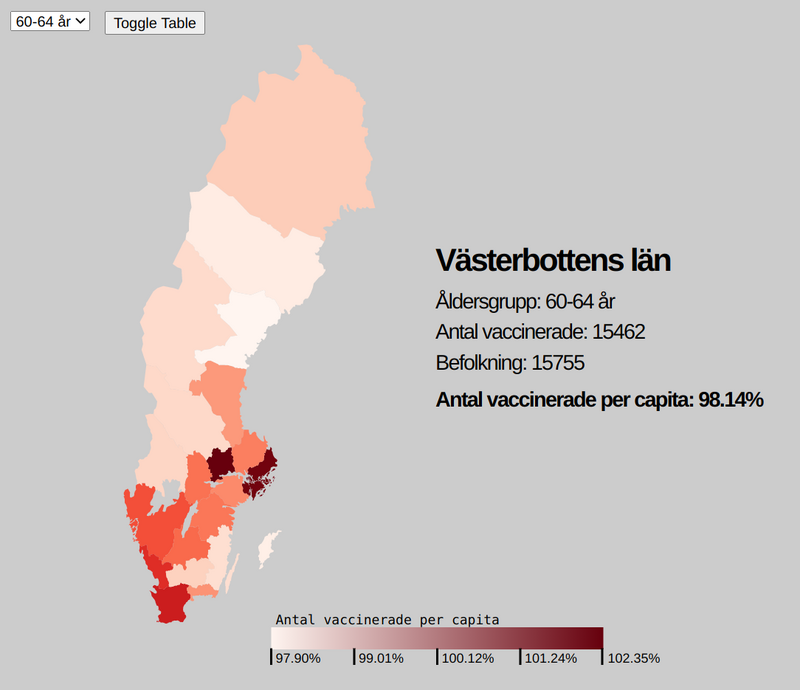 60-64 år
Toggle Table
Västerbottens län
Åldersgrupp: 60-64 år
Antal vaccinerade: 15462
Befolkning: 15755
Antal vaccinerade per capita: 98.14%
Antal vaccinerade per capita
97.90% 99.01% 100.12% 101.24% 102.35%